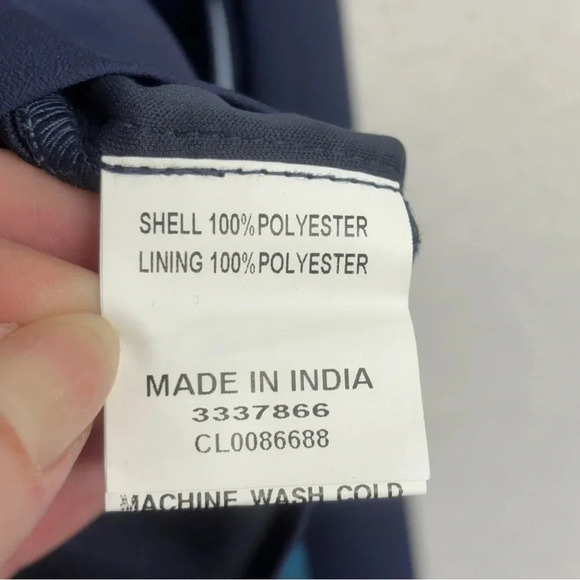 SHELL 100%POLYESTER
LINING 100%POLYESTER
MADE IN INDIA
3337866
CL0086688
MACHINE WASH COLD